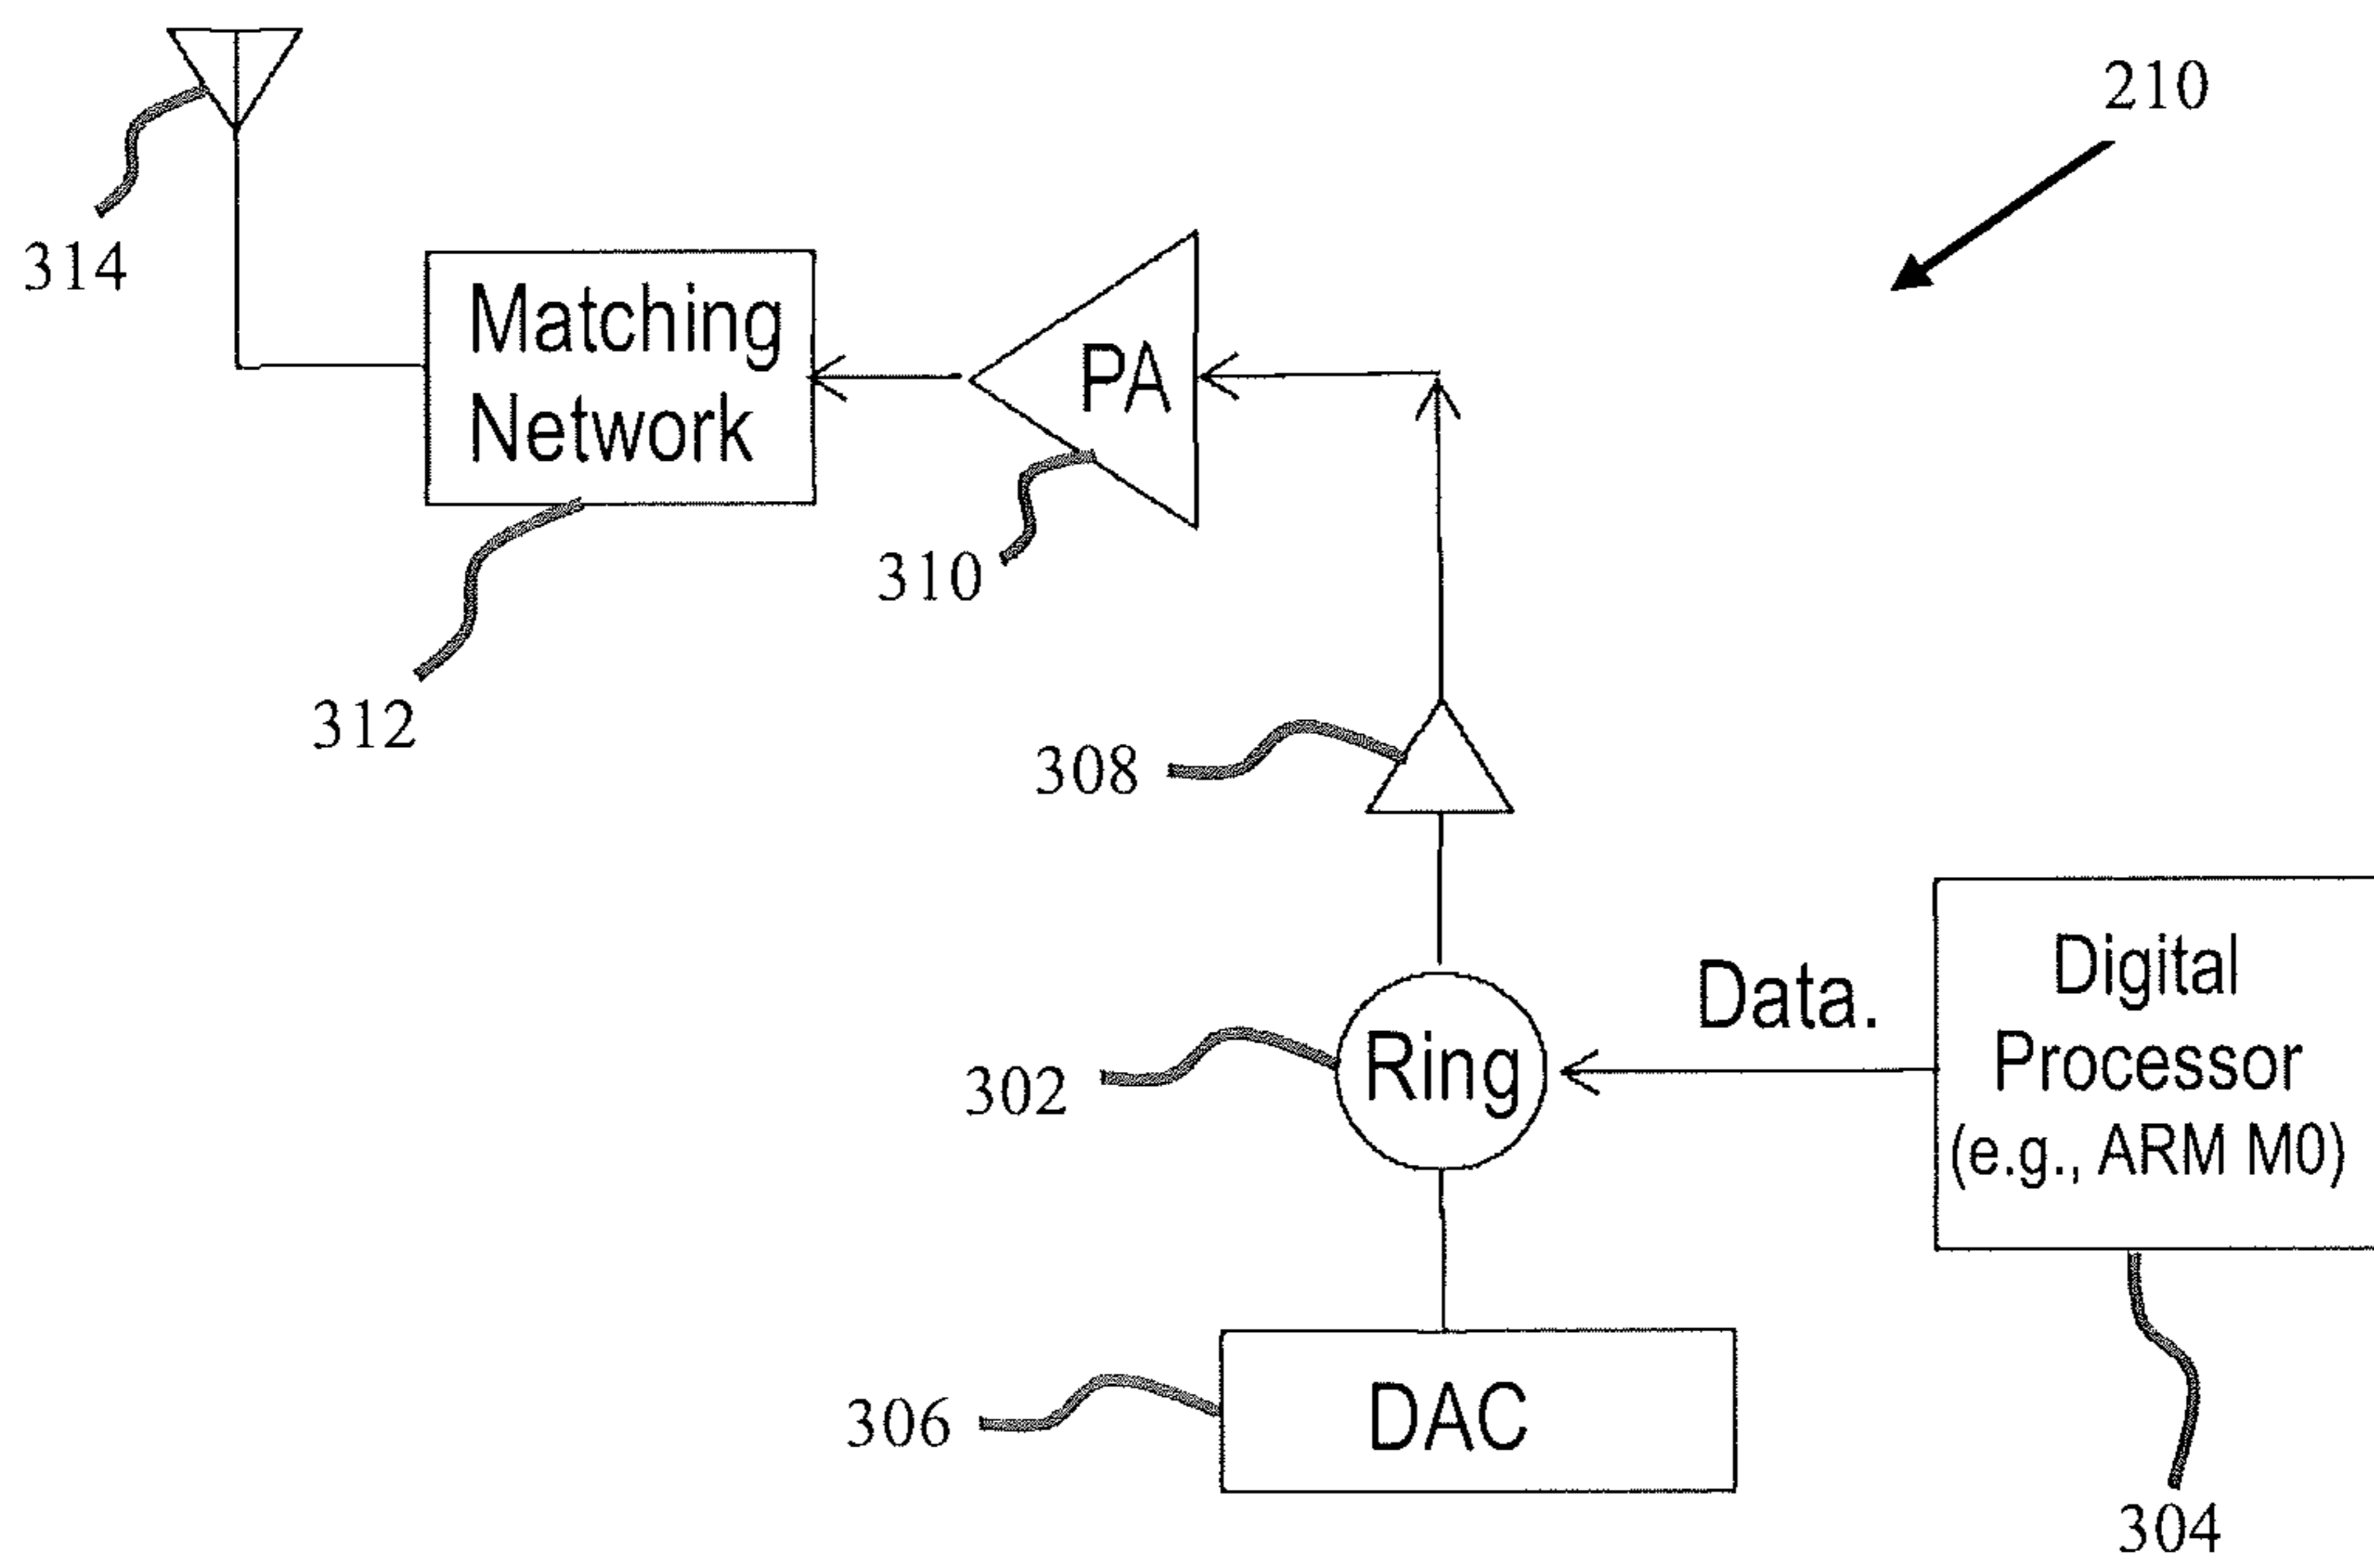 210
314
Matching
Network
PA
310
312
308
Digital
Processor
(e.g., ARM M0)
Data.
Ring
302
DAC
306
304